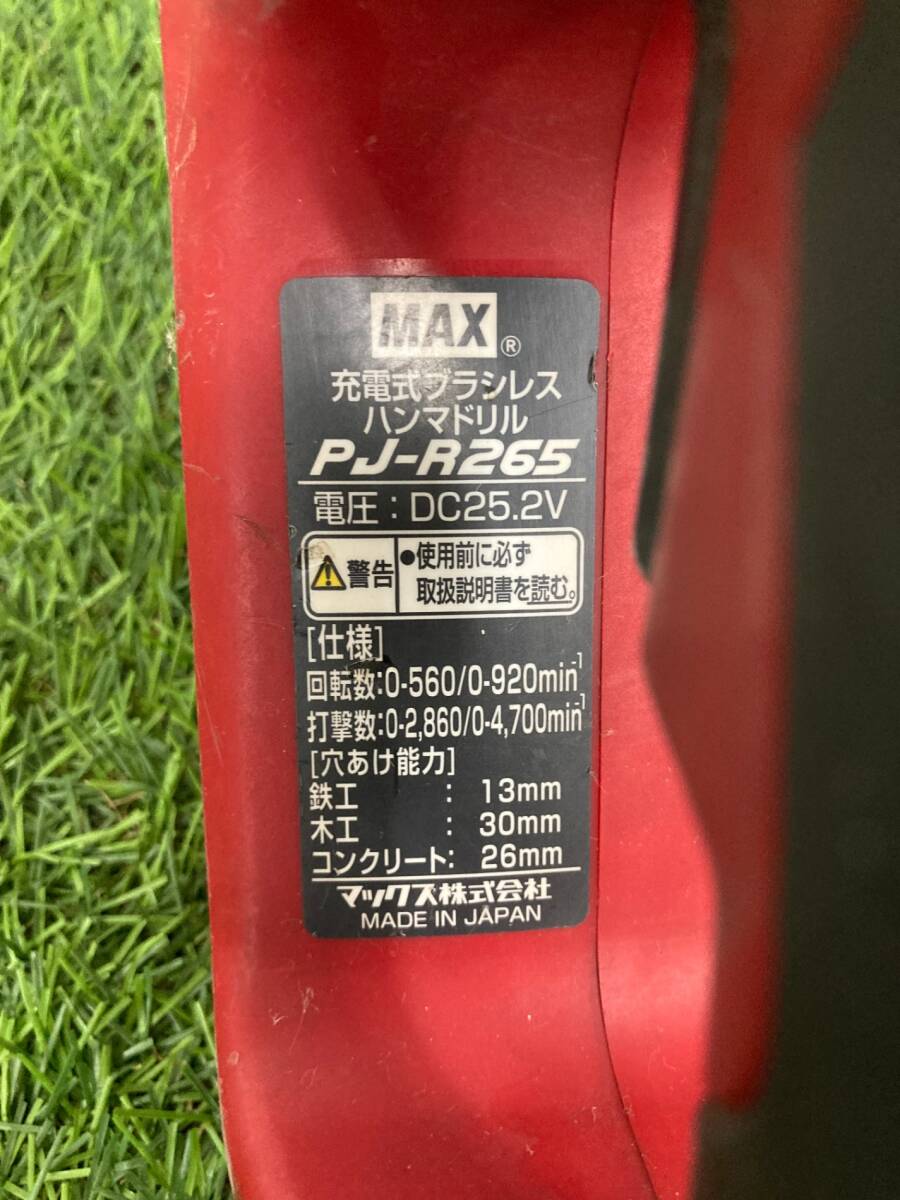 MAX®
充電式ブラシレス
ハンマドリル
PJ-R265
電圧：DC25.2V
警告
●使用前に必ず
取扱説明書を読む。
[仕様]
回転数:0-560/0-920min⁻¹
打撃数:0-2,860/0-4,700min⁻¹
[穴あけ能力]
鉄工 : 13mm
木工 : 30mm
コンクリート: 26mm
マックス株式会社
MADE IN JAPAN